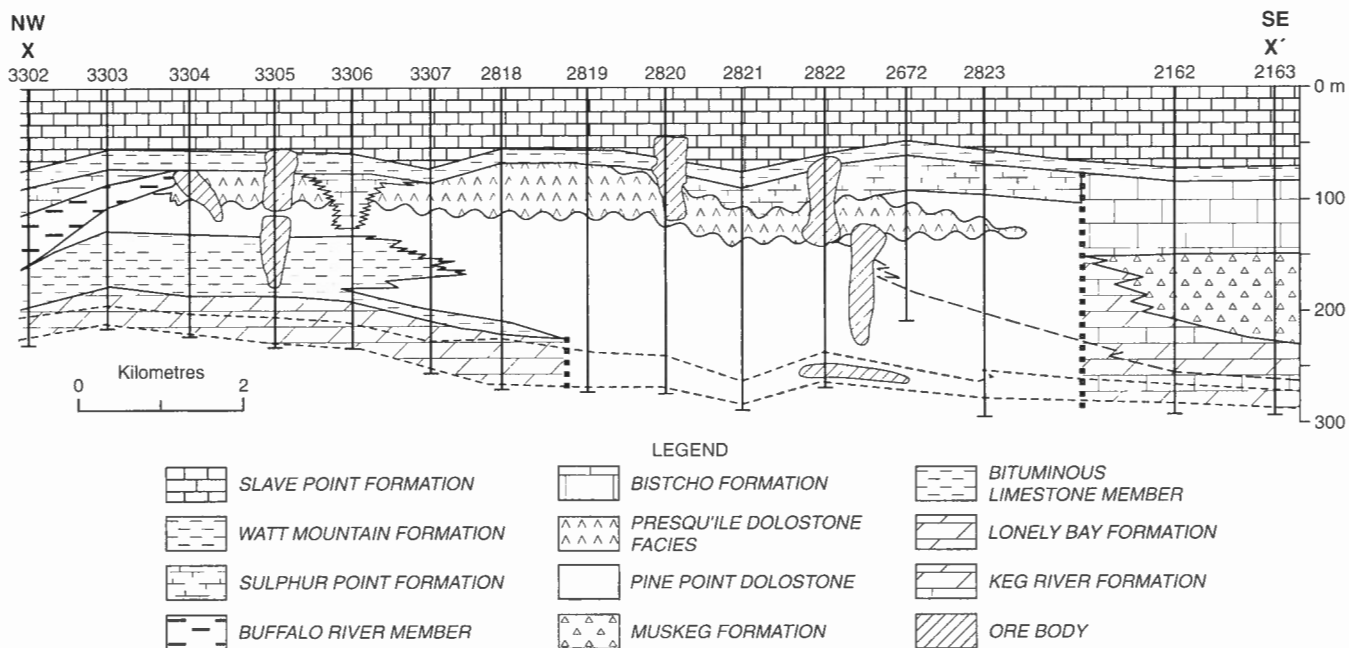 NW SE
X X´
3302 3303 3304 3305 3306 3307 2818 2819 2820 2821 2822 2672 2823 2162 2163
0 m
100
200
300
Kilometres
0 2
LEGEND
SLAVE POINT FORMATION
WATT MOUNTAIN FORMATION
SULPHUR POINT FORMATION
BUFFALO RIVER MEMBER
BISTCHO FORMATION
PRESQU'ILE DOLOSTONE
FACIES
PINE POINT DOLOSTONE
MUSKEG FORMATION
BITUMINOUS
LIMESTONE MEMBER
LONELY BAY FORMATION
KEG RIVER FORMATION
ORE BODY